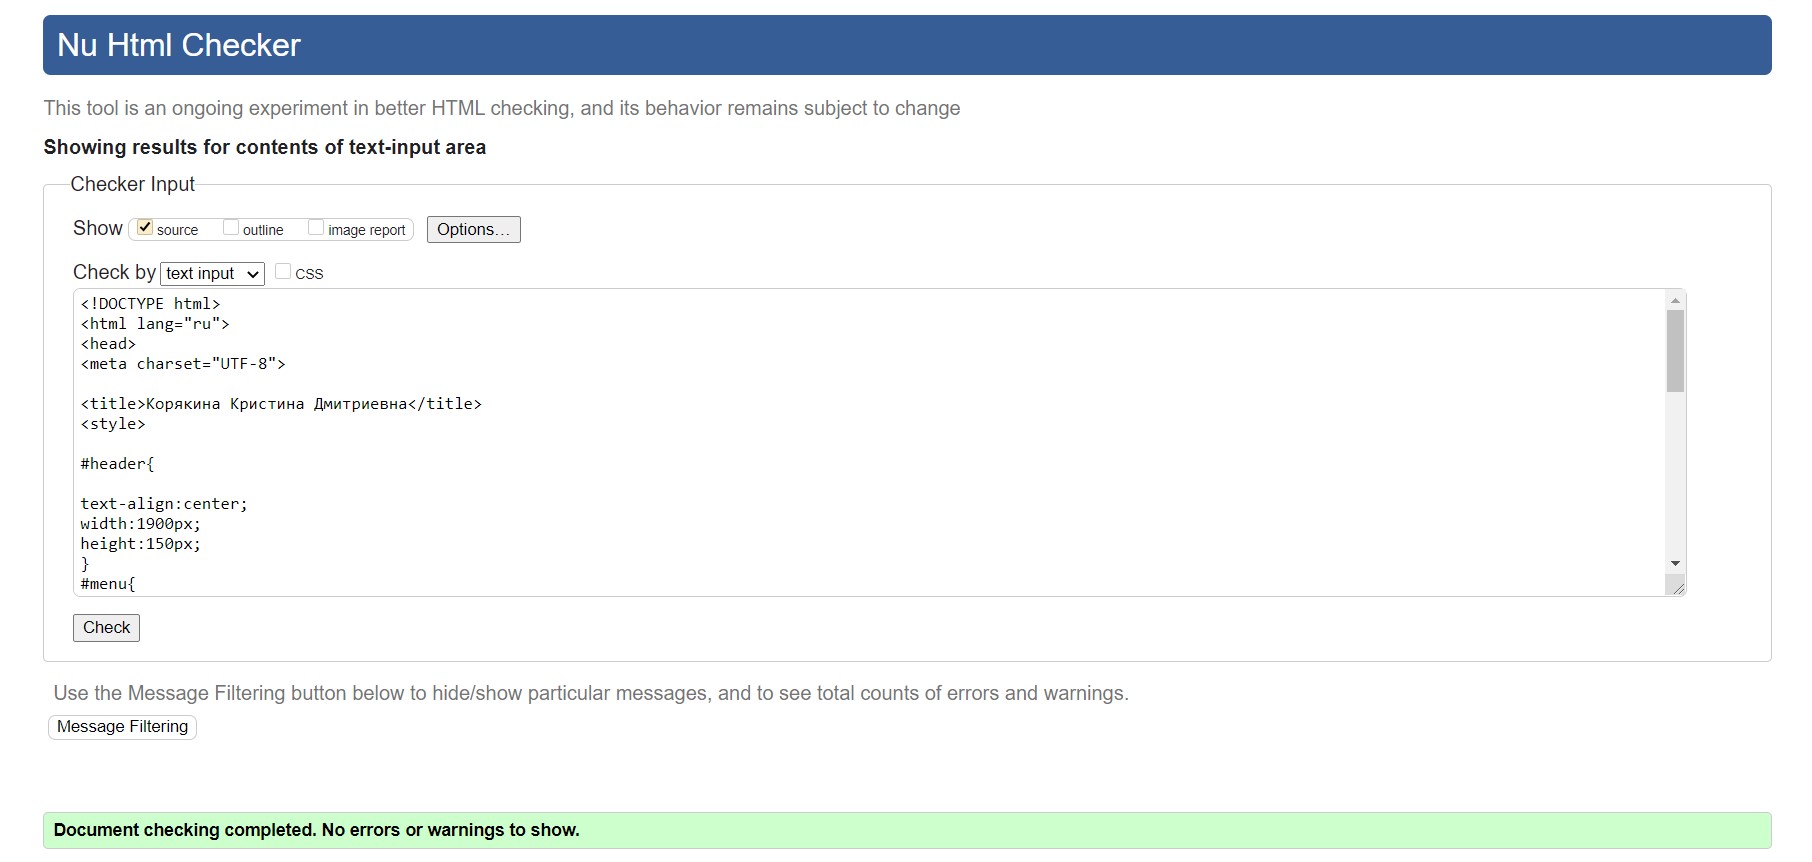 Nu Html Checker
This tool is an ongoing experiment in better HTML checking, and its behavior remains subject to change
Showing results for contents of text-input area
Checker Input
Show source outline image report Options...
Check by text input CSS
<!DOCTYPE html>
<html lang="ru">
<head>
<meta charset="UTF-8">
<title>Корякина Кристина Дмитриевна</title>
<style>
#header{
text-align:center;
width:1900px;
height:150px;
}
#menu{
Check
Use the Message Filtering button below to hide/show particular messages, and to see total counts of errors and warnings.
Message Filtering
Document checking completed. No errors or warnings to show.